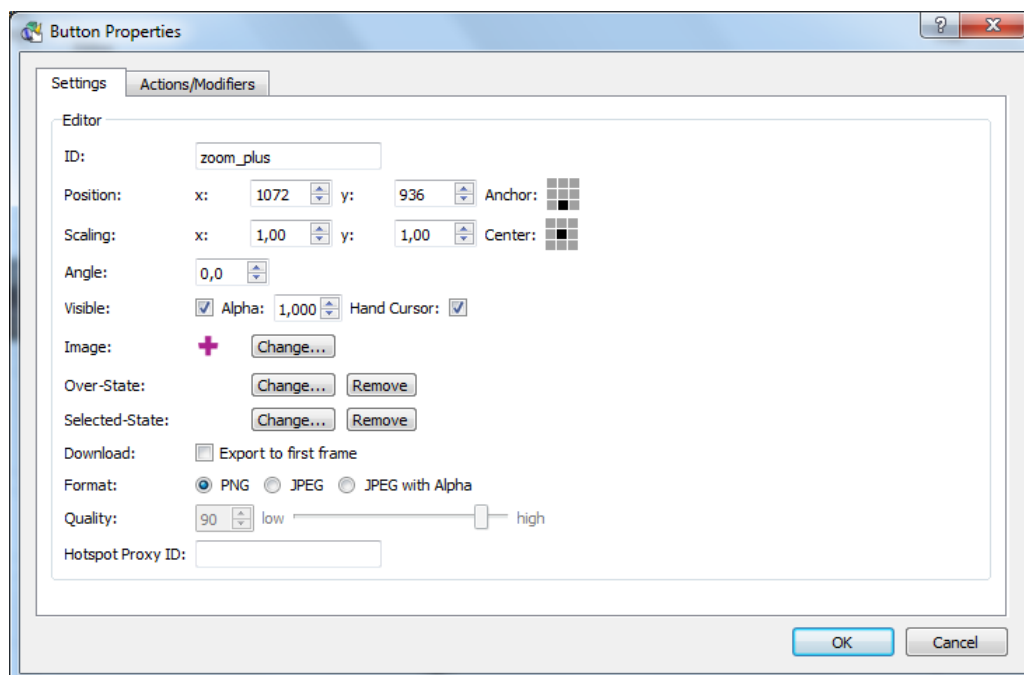 Button Properties
Settings Actions/Modifiers
Editor
ID: zoom_plus
Position: x: 1072 y: 936 Anchor:
Scaling: x: 1,00 y: 1,00 Center:
Angle: 0,0
Visible: Alpha: 1,000 Hand Cursor:
Image: Change...
Over-State: Change... Remove
Selected-State: Change... Remove
Download: Export to first frame
Format: PNG JPEG JPEG with Alpha
Quality: 90 low high
Hotspot Proxy ID:
OK Cancel